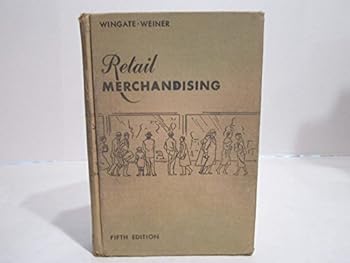 WINGATE-WEINER
Retail
MERCHANDISING
FIFTH EDITION